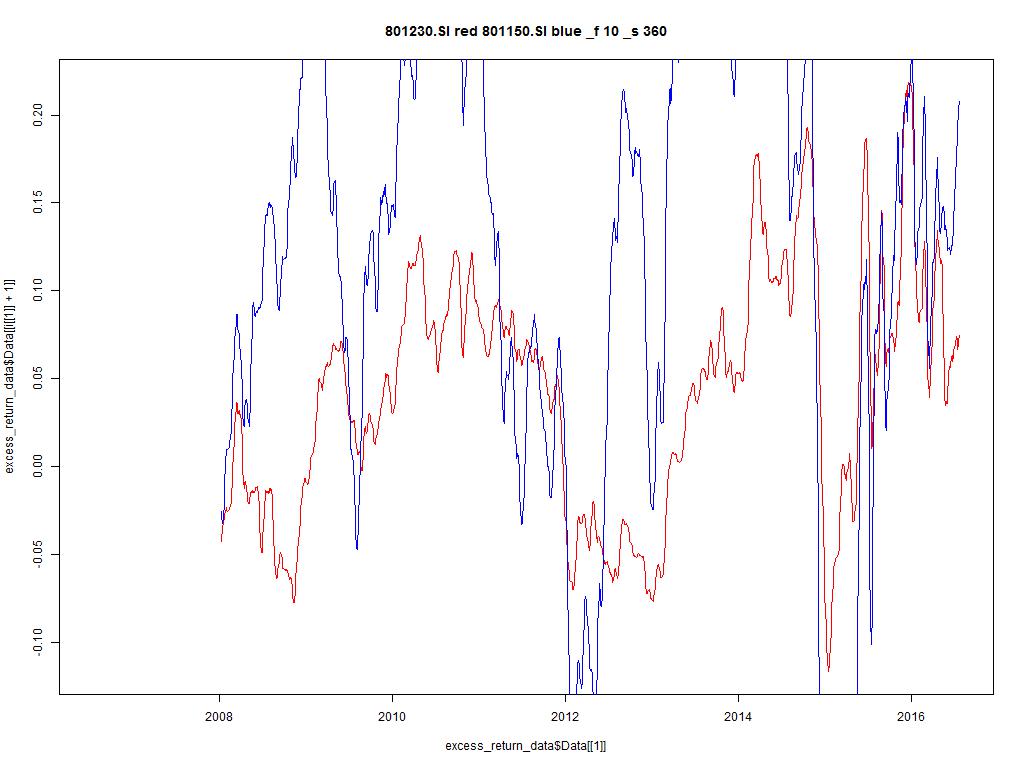 801230.SI red 801150.SI blue _f 10 _s 360
excess_return_data$Data[[i[[1]] + 1]]
0.20
0.15
0.10
0.05
0.00
-0.05
-0.10
2008 2010 2012 2014 2016
excess_return_data$Data[[1]]